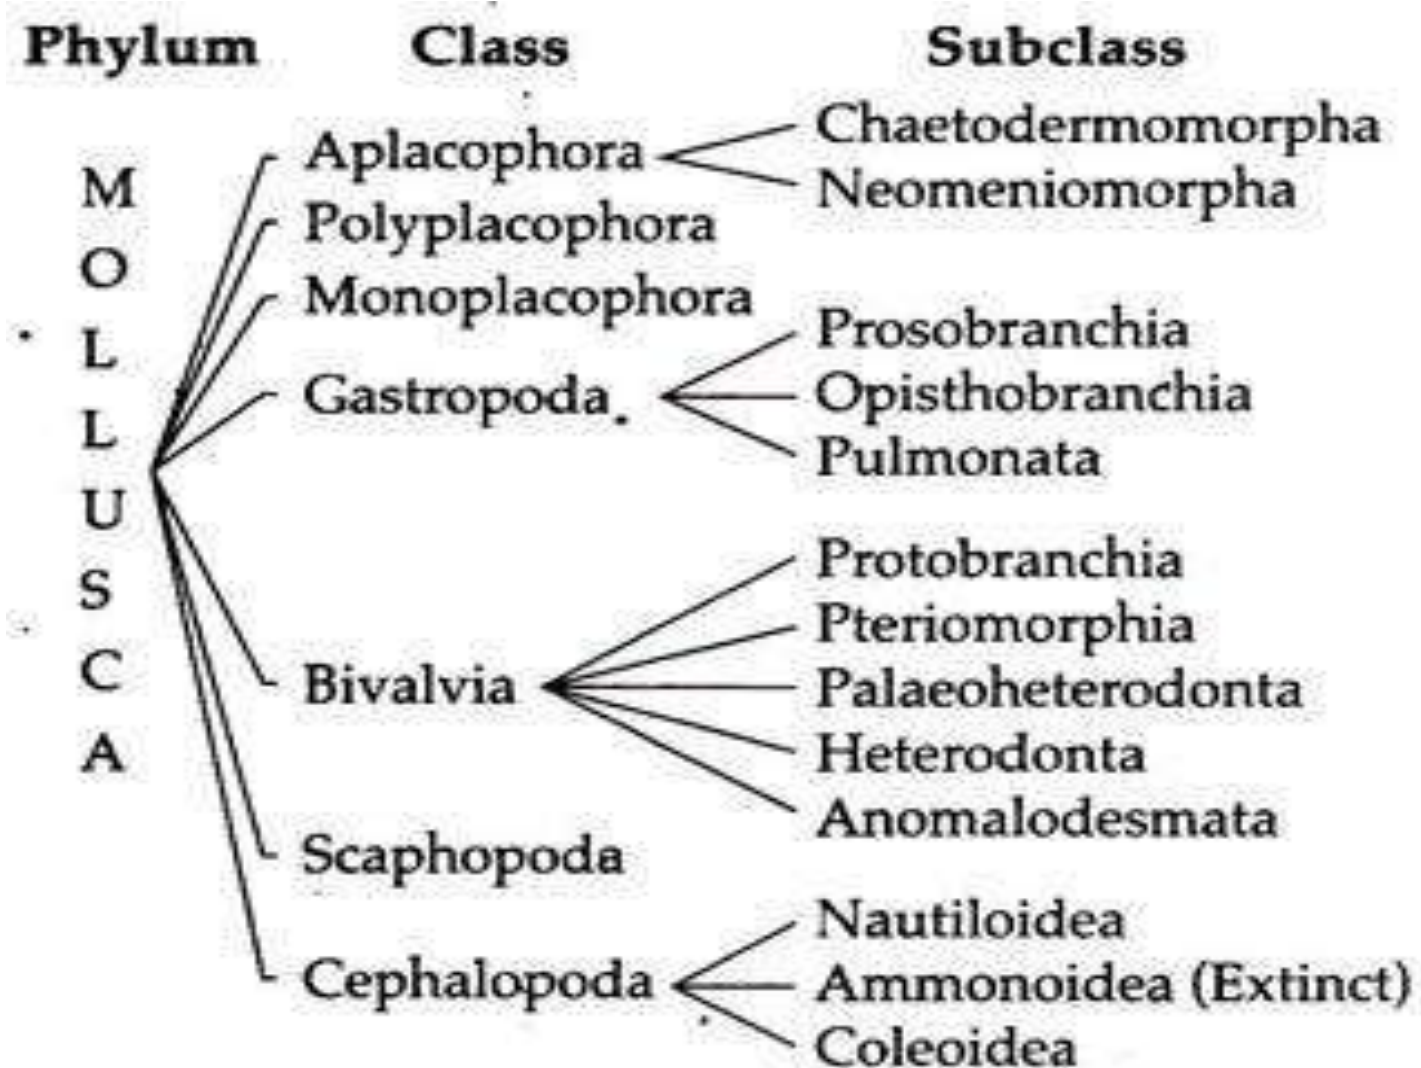 Phylum Class Subclass
MOLLUSCA
Aplacophora
Chaetodermomorpha
Neomeniomorpha
Polyplacophora
Monoplacophora
Gastropoda
Prosobranchia
Opisthobranchia
Pulmonata
Bivalvia
Protobranchia
Pteriomorphia
Palaeoheterodonta
Heterodonta
Anomalodesmata
Scaphopoda
Cephalopoda
Nautiloidea
Ammonoidea (Extinct)
Coleoidea